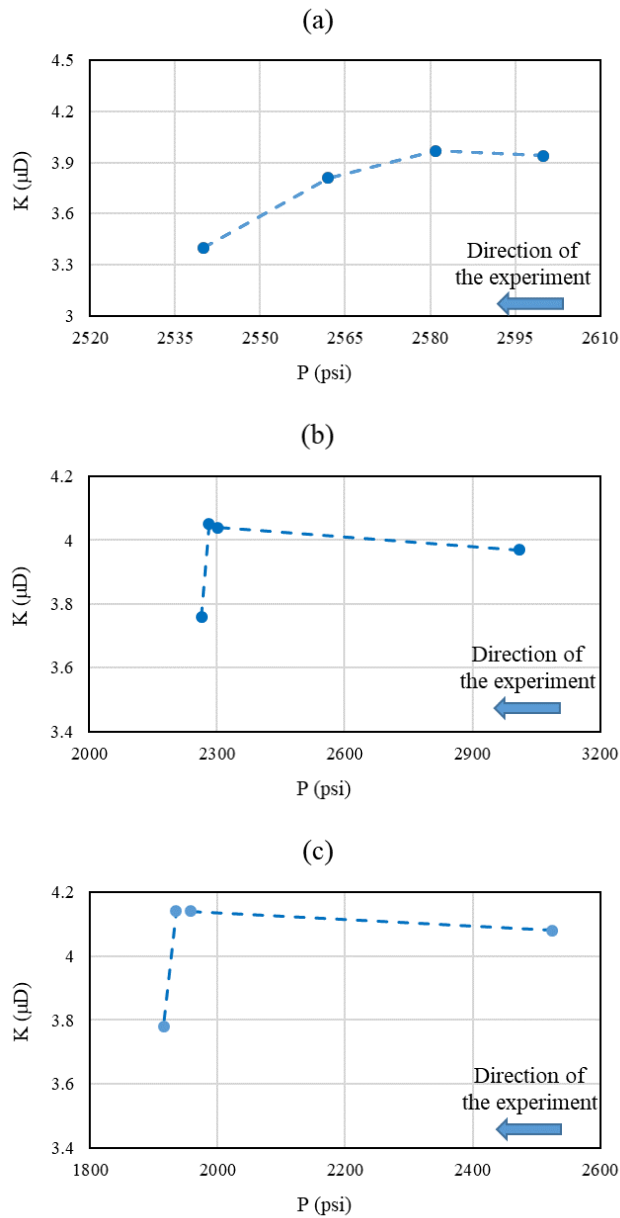 (a)
4.5
4.2
3.9
3.6
3.3
3
K (μD)
Direction of
the experiment
2520 2535 2550 2565 2580 2595 2610
P (psi)
(b)
4.2
4
3.8
3.6
3.4
K (μD)
Direction of
the experiment
2000 2300 2600 2900 3200
P (psi)
(c)
4.2
4
3.8
3.6
3.4
K (μD)
Direction of
the experiment
1800 2000 2200 2400 2600
P (psi)